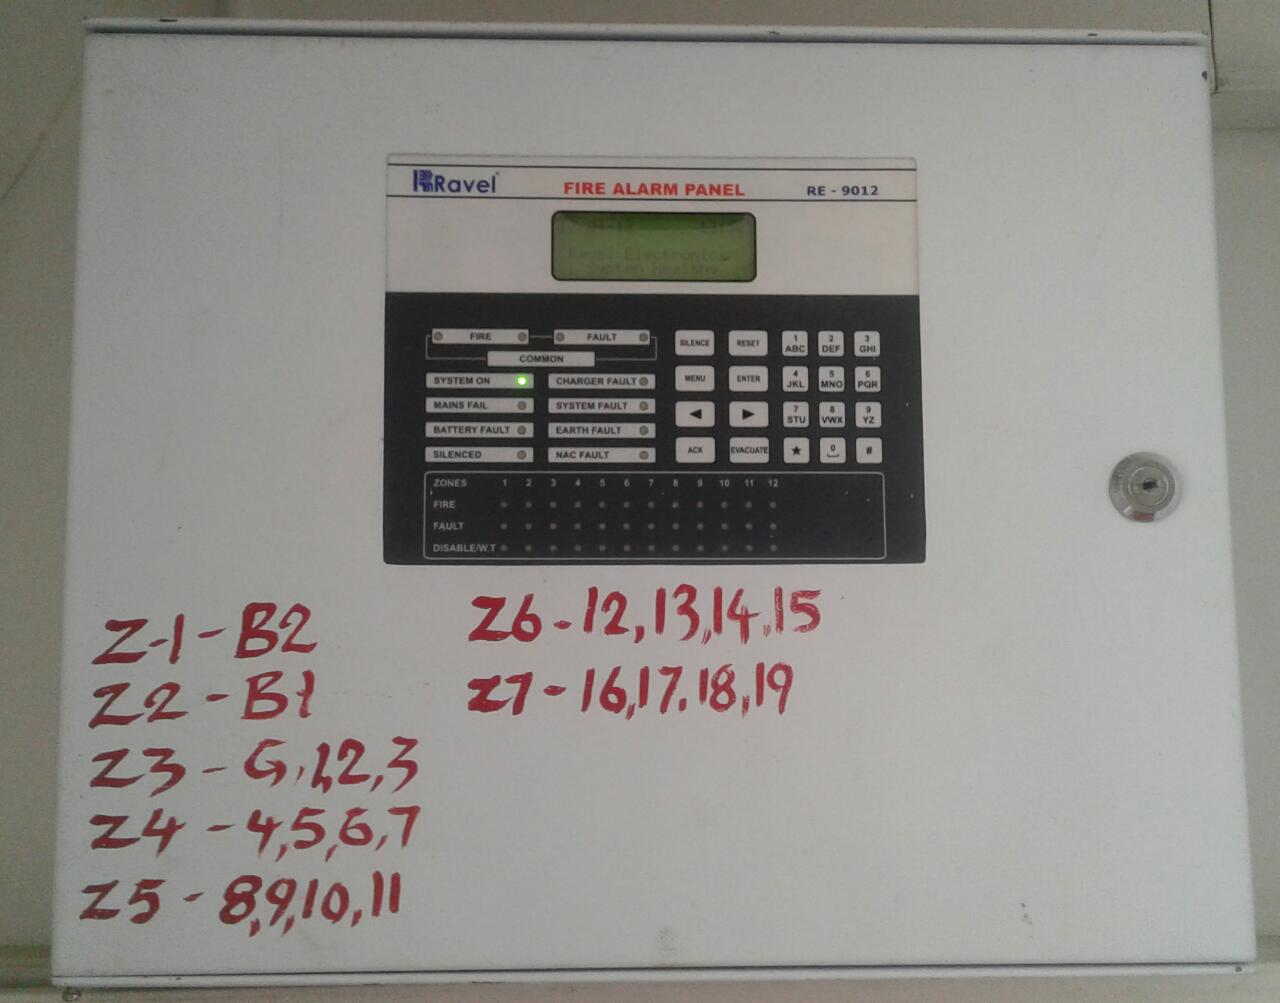 Ravel
FIRE ALARM PANEL
RE - 9012
Ravel Electronics
System Healthy
FIRE
FAULT
COMMON
SYSTEM ON
CHARGER FAULT
MAINS FAIL
SYSTEM FAULT
BATTERY FAULT
EARTH FAULT
SILENCED
NAC FAULT
SILENCE RESET 1 ABC 2 DEF 3 GHI
MENU ENTER 4 JKL 5 MNO 6 PQR
◄ ► 7 STU 8 VWX 9 YZ
ACK EVACUATE ★ 0 #
ZONES 1 2 3 4 5 6 7 8 9 10 11 12
FIRE
FAULT
DISABLE/W.T
Z-1-B2
Z2-B1
Z3-G,1,2,3
Z4-4,5,6,7
Z5-8,9,10,11
Z6-12,13,14,15
Z7-16,17.18,19